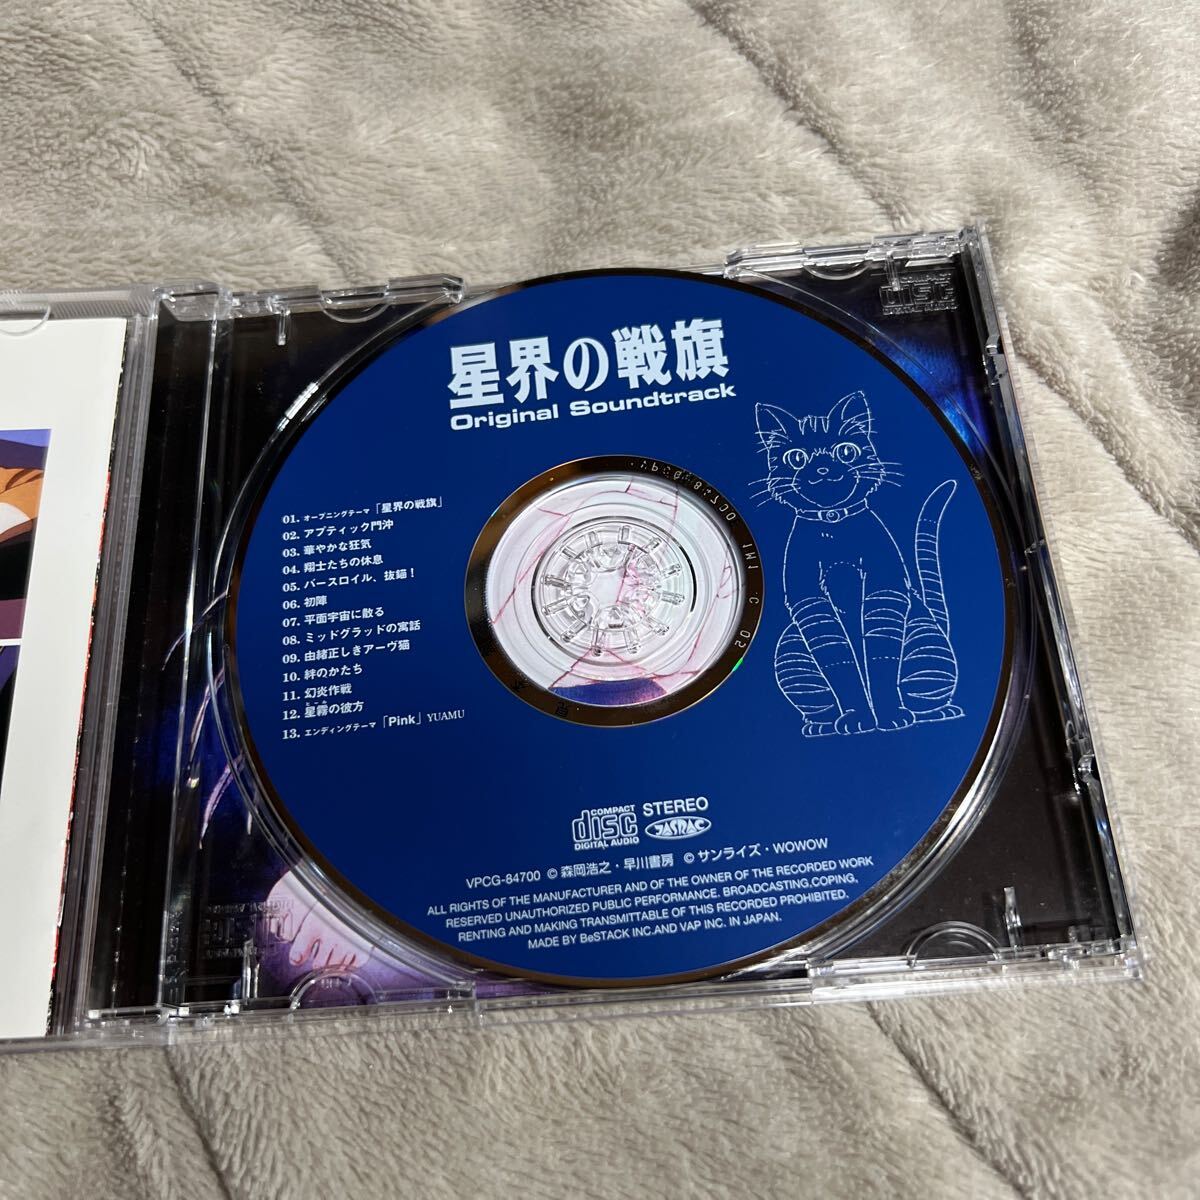 星界の戦旗
Original Soundtrack
01. オープニングテーマ「星界の戦旗」
02. アプティック門沖
03. 華やかな狂気
04. 翔士たちの休息
05. バースロイル、抜錨！
06. 初陣
07. 平面宇宙に散る
08. ミッドグラッドの寓話
09. 由緒正しきアーヴ猫
10. 絆のかたち
11. 幻炎作戦
12. 星霧の彼方
13. エンディングテーマ「Pink」YUAMU
COMPACT
disc
DIGITAL AUDIO
STEREO
JASRAC
VPCG-84700 © 森岡浩之・早川書房 © サンライズ・WOWOW
ALL RIGHTS OF THE MANUFACTURER AND OF THE OWNER OF THE RECORDED WORK
RESERVED UNAUTHORIZED PUBLIC PERFORMANCE. BROADCASTING,COPING,
RENTING AND MAKING TRANSMITTABLE OF THIS RECORDED PROHIBITED.
MADE BY BeSTACK INC.AND VAP INC. IN JAPAN.